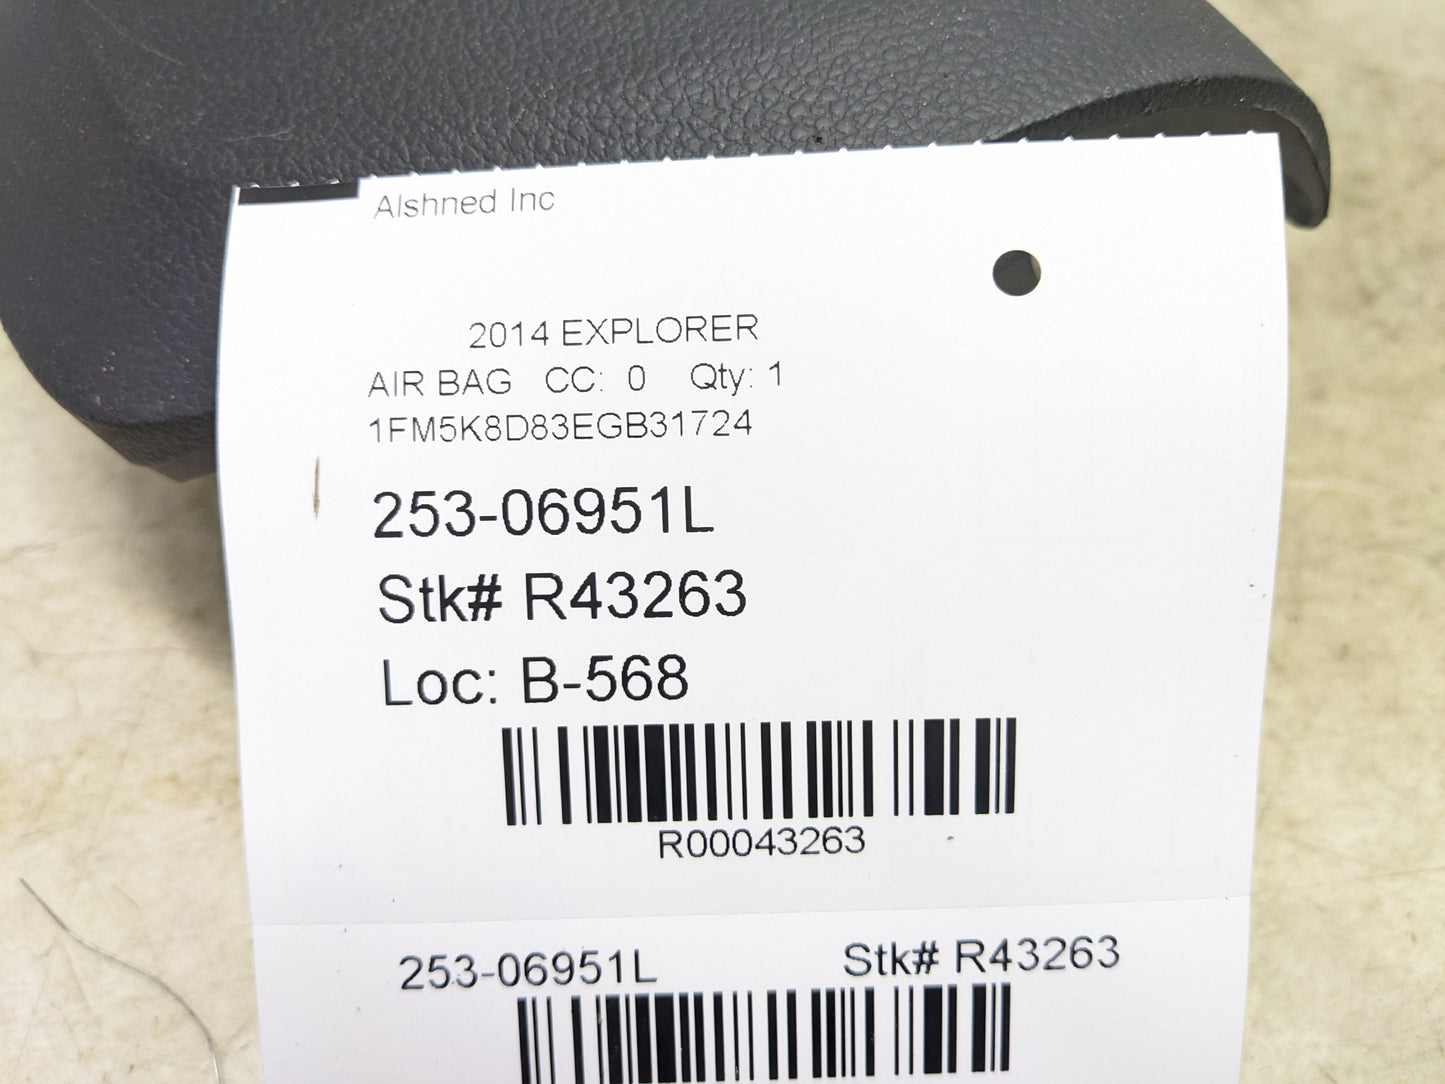 Alshned Inc
2014 EXPLORER
AIR BAG CC: 0 Qty: 1
1FM5K8D83EGB31724
253-06951L
Stk# R43263
Loc: B-568
R00043263
253-06951L Stk# R43263